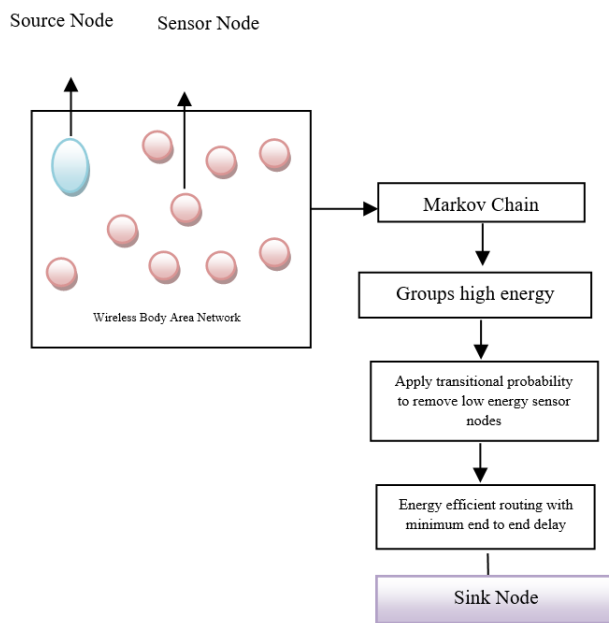 Source Node
Sensor Node
Wireless Body Area Network
Markov Chain
Groups high energy
Apply transitional probability
to remove low energy sensor
nodes
Energy efficient routing with
minimum end to end delay
Sink Node